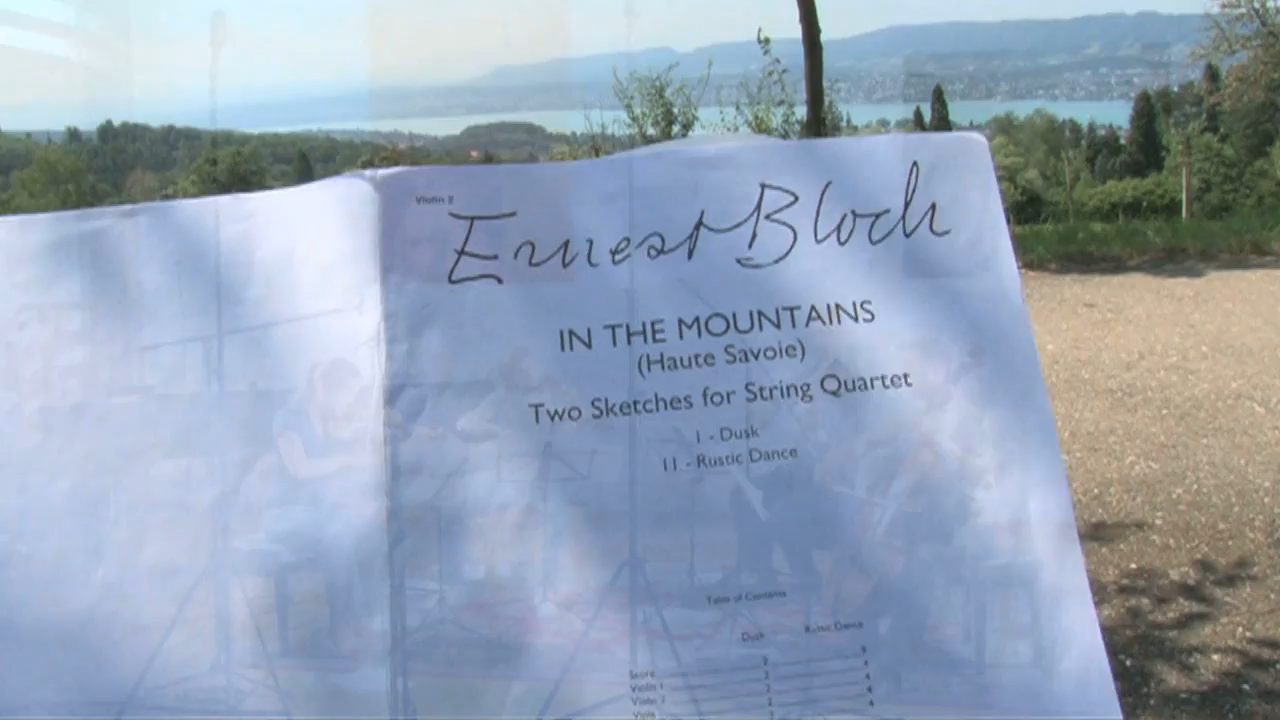 Violin 2
Ernest Bloch
IN THE MOUNTAINS
(Haute Savoie)
Two Sketches for String Quartet
I - Dusk
II - Rustic Dance
Table of Contents
Dusk Rustic Dance
Score
Violin 1
Violin 2
Viola